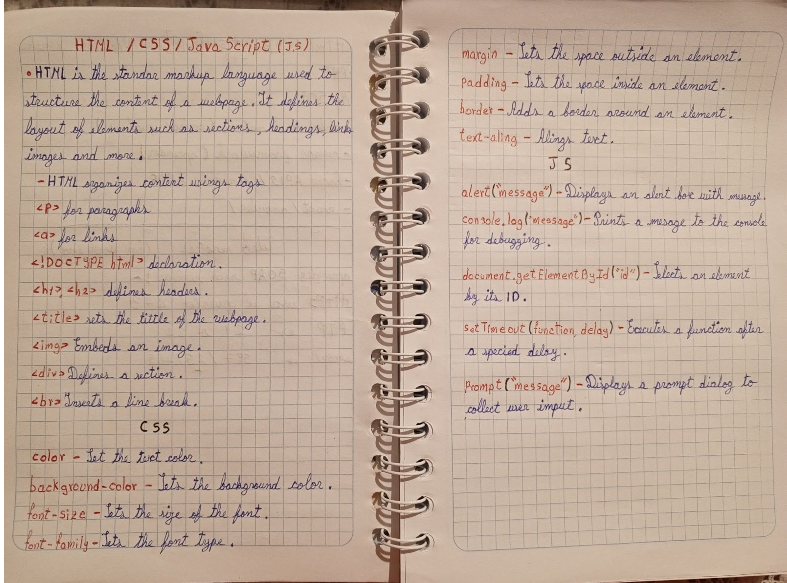 HTML / CSS / Java Script (JS)
• HTML is the standar markup language used to
structure the content of a webpage. It defines the
layout of elements such as sections, headings, links
images and more.
- HTML organizes content usings tags
<P> for paragraphs
<a> for links
<!DOCTYPE html> declaration.
<h1>, <h2> defines headers.
<title> sets the tittle of the webpage.
<img> Embeds an image.
<div> Defines a section.
<br> Inserts a line break.
CSS
color - Set the text color.
background-color - Sets the background color.
font-size - Sets the size of the font.
font-family - Sets the font type.
margin - Sets the space outside an element.
padding - Sets the space inside an element.
border - Adds a border around an element.
text-aling - Alings text.
JS
alert("message") - Displays an alert box with message.
console.log("message") - Prints a mesage to the console
for debugging.
document.getElementById("id") - Selects an element
by its ID.
setTimeout(function, delay) - Executes a function after
a specied delay.
Prompt("message") - Displays a prompt dialog to
collect user imput.